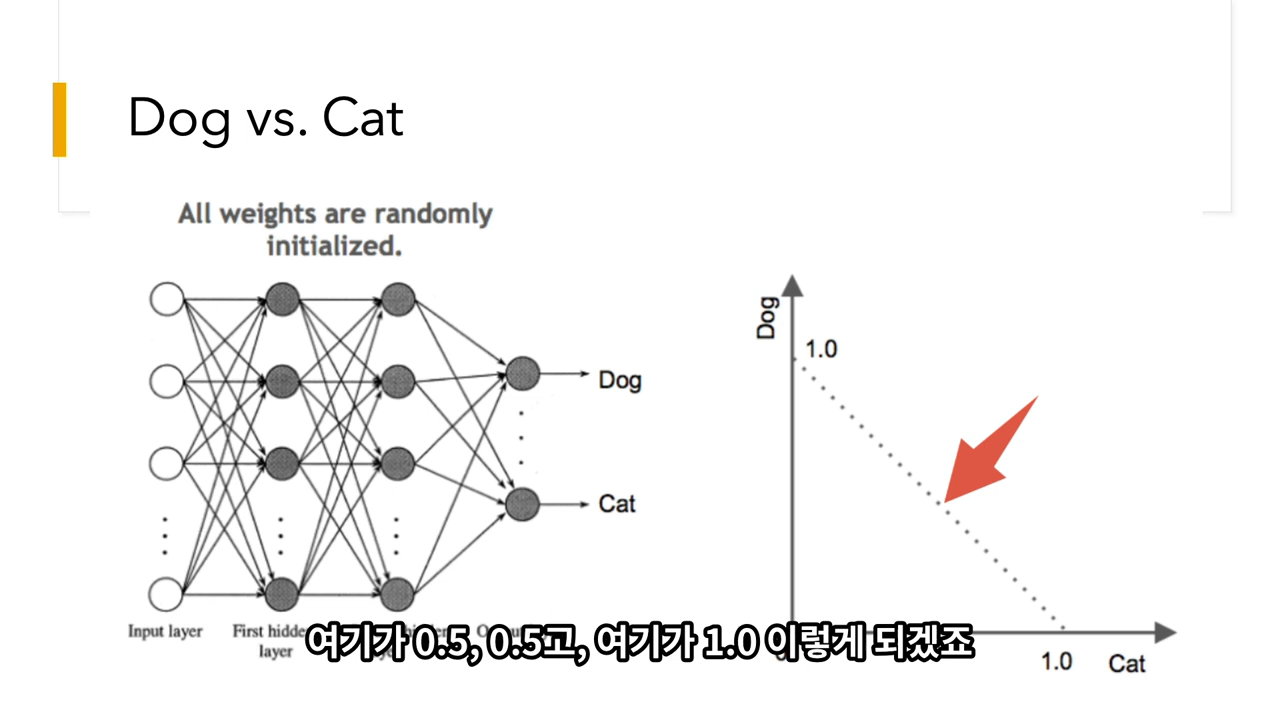 Dog vs. Cat
All weights are randomly
initialized.
Dog
Cat
Input layer
First
layer
Dog
1.0
1.0
Cat
여기가 0.5, 0.5고, 여기가 1.0 이렇게 되겠죠